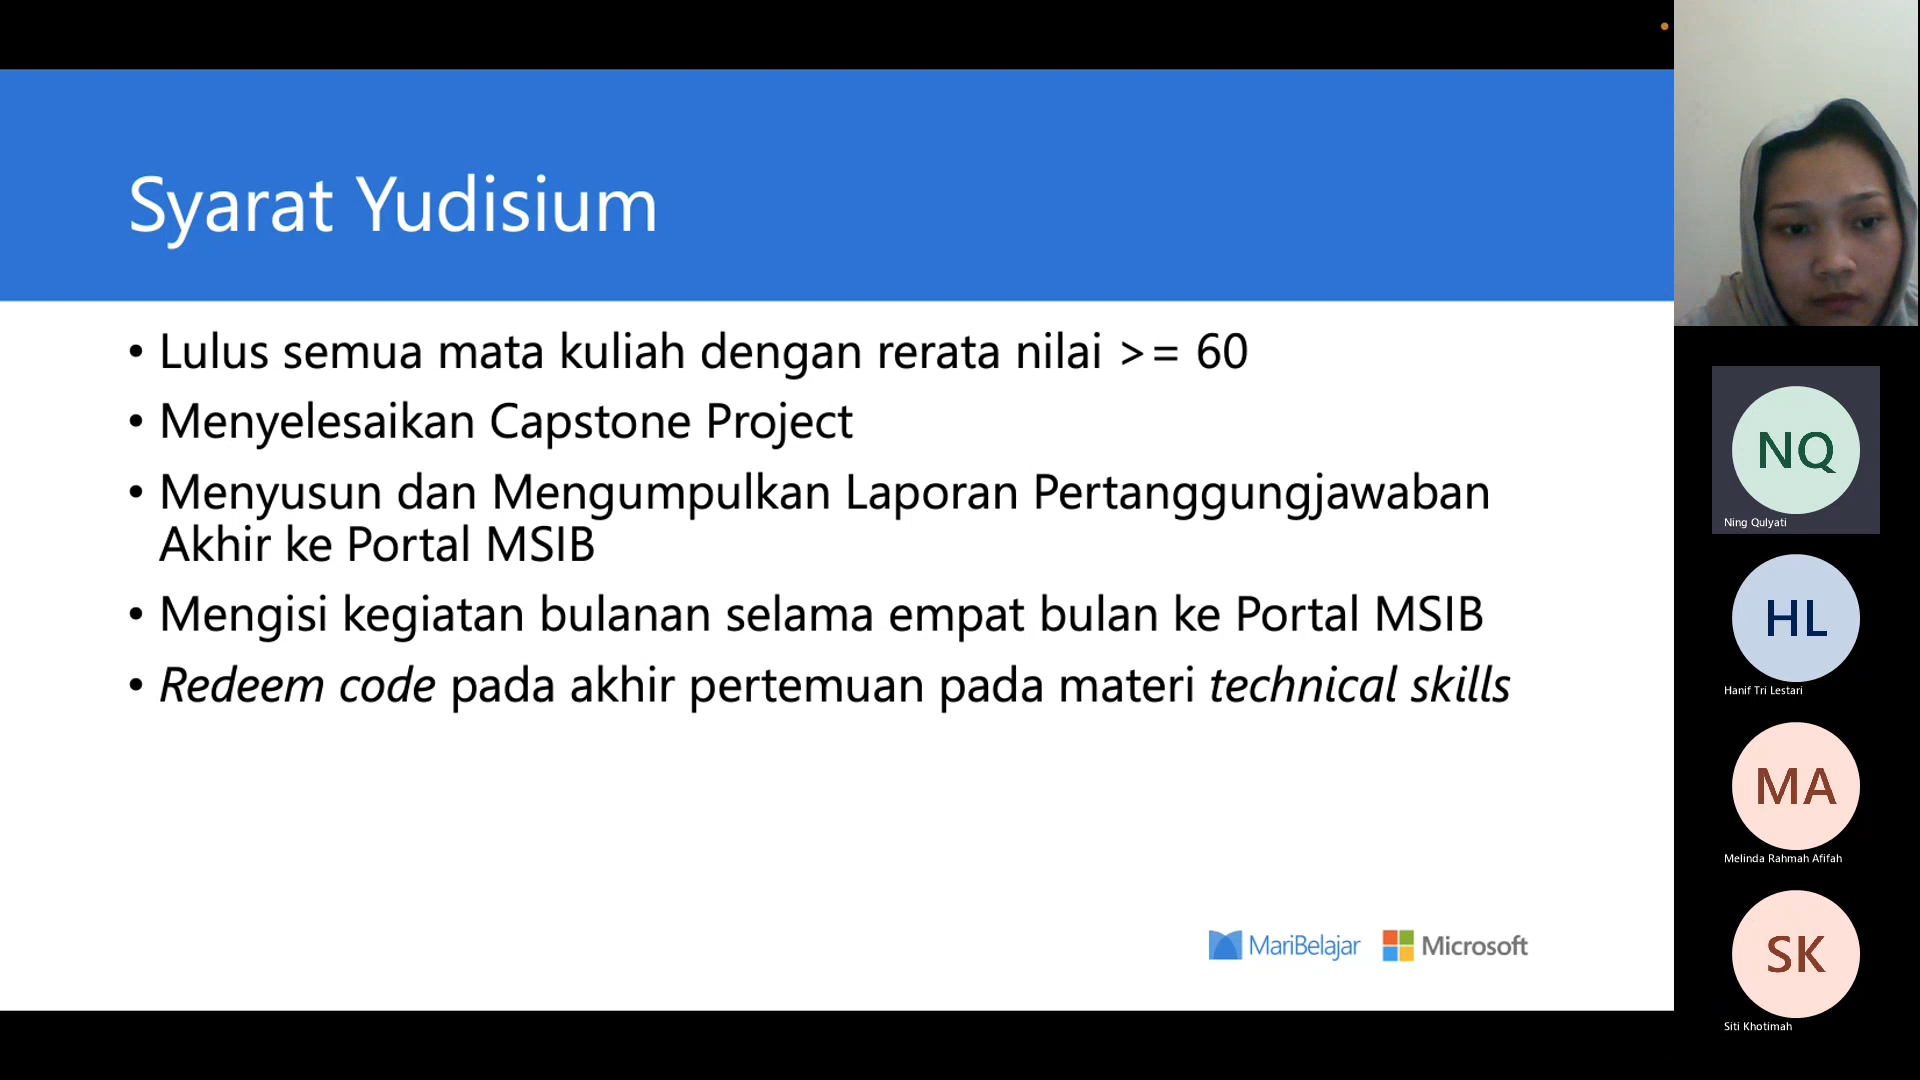 Syarat Yudisium
• Lulus semua mata kuliah dengan rerata nilai >= 60
• Menyelesaikan Capstone Project
• Menyusun dan Mengumpulkan Laporan Pertanggungjawaban
Akhir ke Portal MSIB
• Mengisi kegiatan bulanan selama empat bulan ke Portal MSIB
• Redeem code pada akhir pertemuan pada materi technical skills
MariBelajar Microsoft
NQ
Ning Qulyati
HL
Hanif Tri Lestari
MA
Melinda Rahmah Afifah
SK
Siti Khotimah